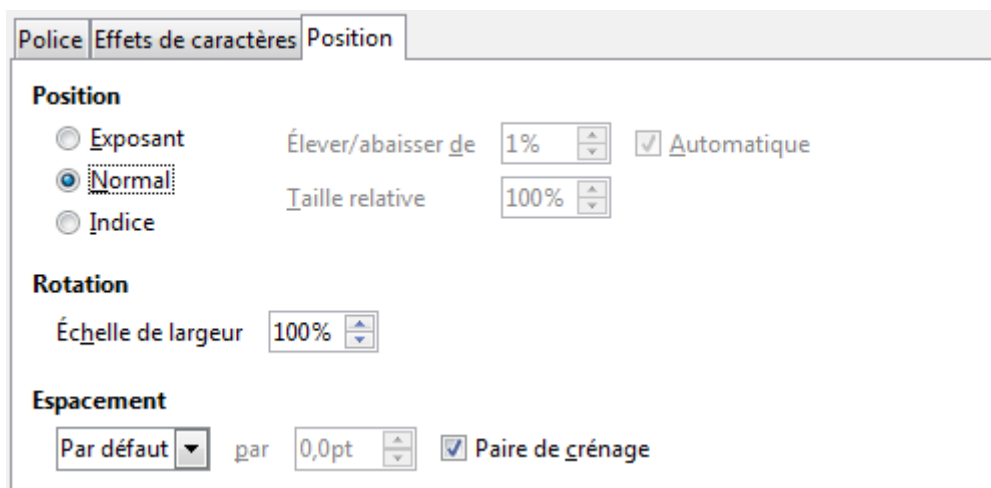 Police Effets de caractères Position
Position
Exposant Élever/abaisser de 1% Automatique
Normal
Taille relative 100%
Indice
Rotation
Échelle de largeur 100%
Espacement
Par défaut par 0,0pt Paire de crénage